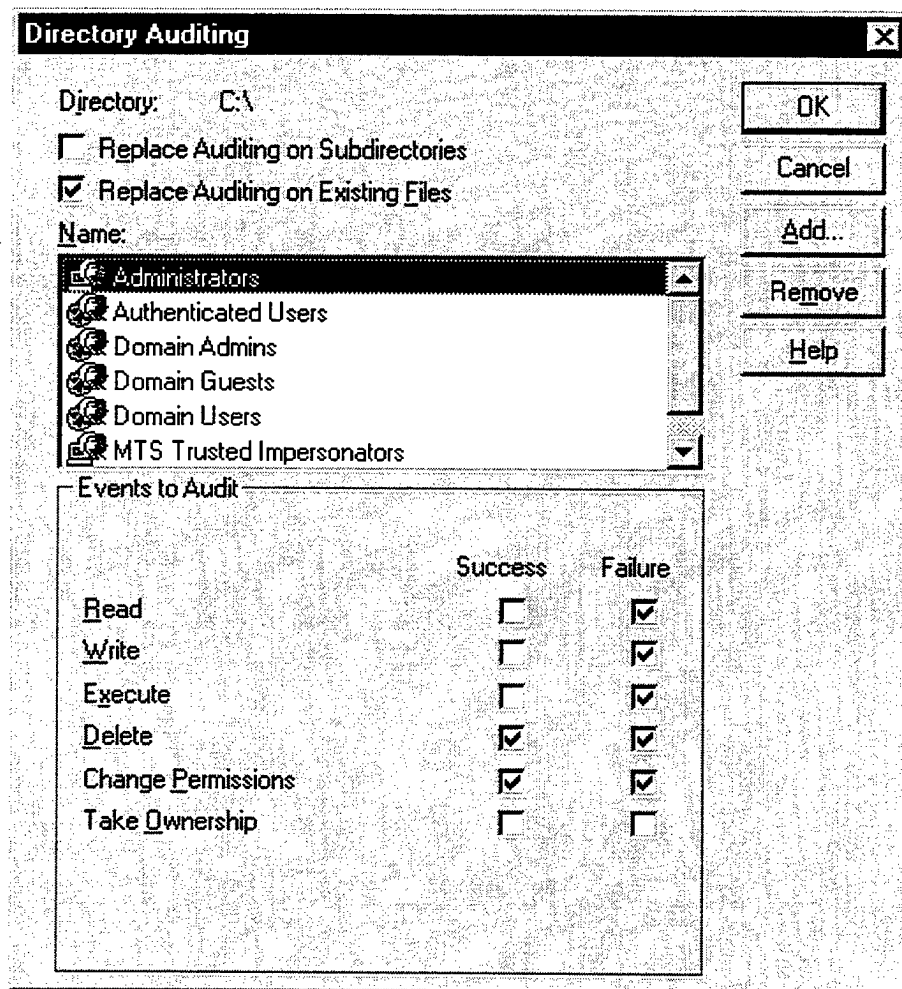 Directory Auditing
Directory: C:\
Replace Auditing on Subdirectories
Replace Auditing on Existing Files
Name:
Administrators
Authenticated Users
Domain Admins
Domain Guests
Domain Users
MTS Trusted Impersonators
OK
Cancel
Add...
Remove
Help
Events to Audit
Success Failure
Read
Write
Execute
Delete
Change Permissions
Take Ownership